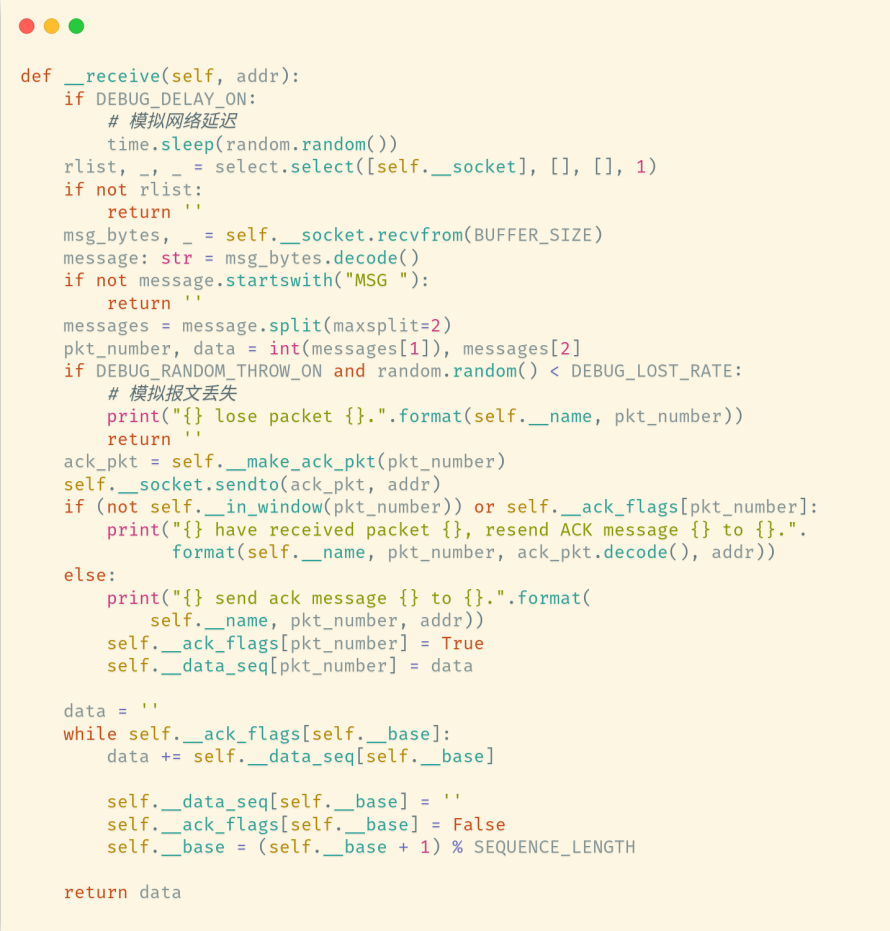 def __receive(self, addr):
    if DEBUG_DELAY_ON:
        # 模拟网络延迟
        time.sleep(random.random())
    rlist, _, _ = select.select([self.__socket], [], [], 1)
    if not rlist:
        return ''
    msg_bytes, _ = self.__socket.recvfrom(BUFFER_SIZE)
    message: str = msg_bytes.decode()
    if not message.startswith("MSG "):
        return ''
    messages = message.split(maxsplit=2)
    pkt_number, data = int(messages[1]), messages[2]
    if DEBUG_RANDOM_THROW_ON and random.random() < DEBUG_LOST_RATE:
        # 模拟报文丢失
        print("{} lose packet {}.".format(self.__name, pkt_number))
        return ''
    ack_pkt = self.__make_ack_pkt(pkt_number)
    self.__socket.sendto(ack_pkt, addr)
    if (not self.__in_window(pkt_number)) or self.__ack_flags[pkt_number]:
        print("{} have received packet {}, resend ACK message {} to {}.".
              format(self.__name, pkt_number, ack_pkt.decode(), addr))
    else:
        print("{} send ack message {} to {}.".format(
            self.__name, pkt_number, addr))
        self.__ack_flags[pkt_number] = True
        self.__data_seq[pkt_number] = data

    data = ''
    while self.__ack_flags[self.__base]:
        data += self.__data_seq[self.__base]

        self.__data_seq[self.__base] = ''
        self.__ack_flags[self.__base] = False
        self.__base = (self.__base + 1) % SEQUENCE_LENGTH

    return data